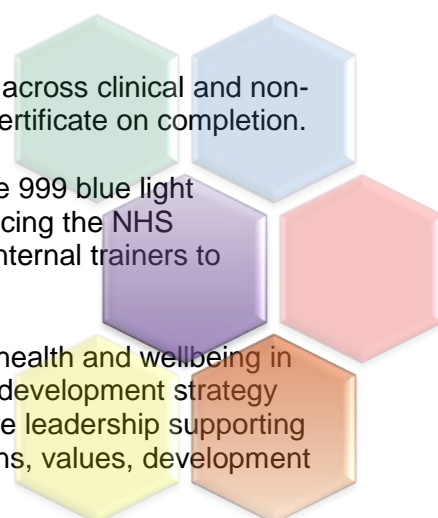 across clinical and non-
ertificate on completion.
e 999 blue light
cing the NHS
nternal trainers to
health and wellbeing in
development strategy
e leadership supporting
ns, values, development